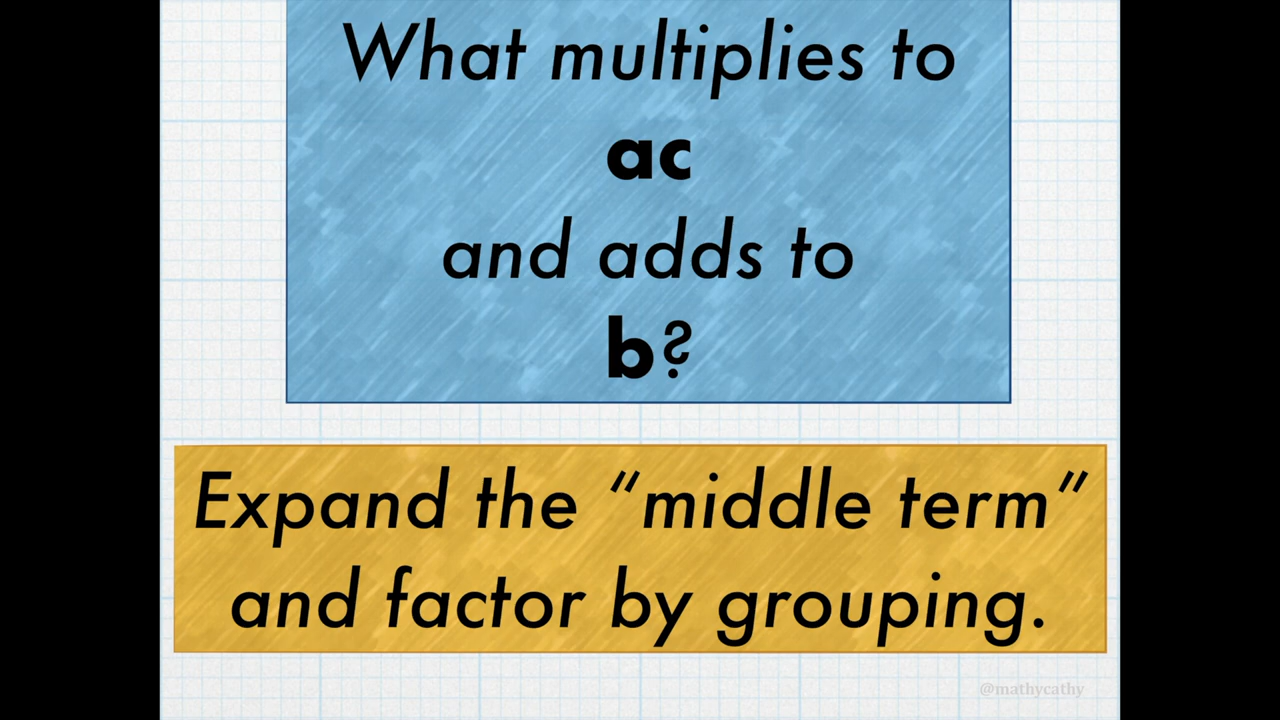 What multiplies to
ac
and adds to
b?
Expand the “middle term”
and factor by grouping.
@mathycathy